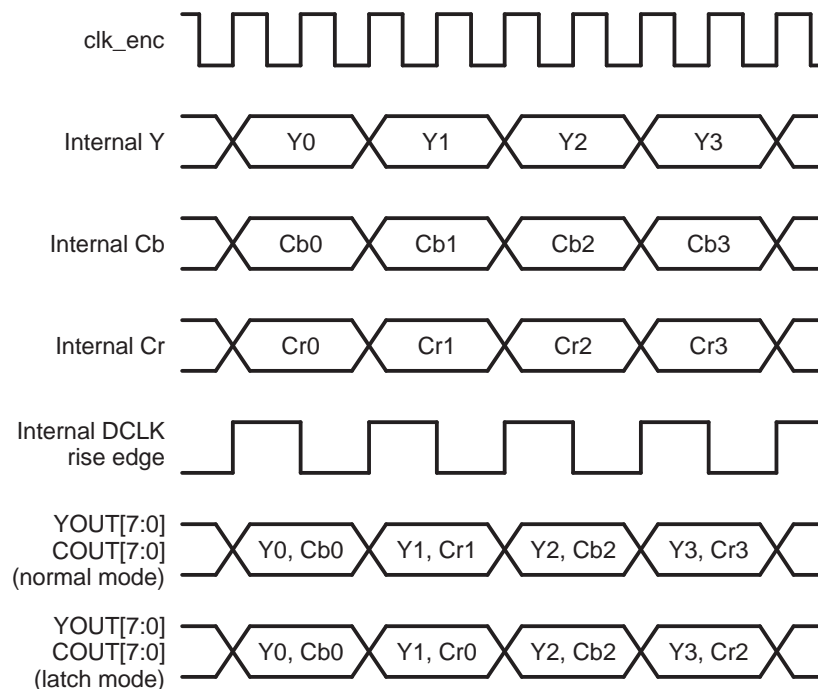 clk_enc
Internal Y
Y0
Y1
Y2
Y3
Internal Cb
Cb0
Cb1
Cb2
Cb3
Internal Cr
Cr0
Cr1
Cr2
Cr3
Internal DCLK
rise edge
YOUT[7:0]
COUT[7:0]
(normal mode)
Y0, Cb0
Y1, Cr1
Y2, Cb2
Y3, Cr3
YOUT[7:0]
COUT[7:0]
(latch mode)
Y0, Cb0
Y1, Cr0
Y2, Cb2
Y3, Cr2